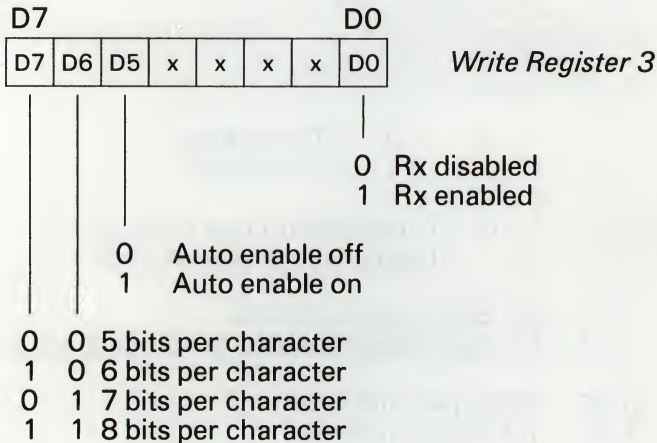 D7 D0
D7 D6 D5 x x x x D0 Write Register 3
0 Rx disabled
1 Rx enabled
0 Auto enable off
1 Auto enable on
0 0 5 bits per character
1 0 6 bits per character
0 1 7 bits per character
1 1 8 bits per character